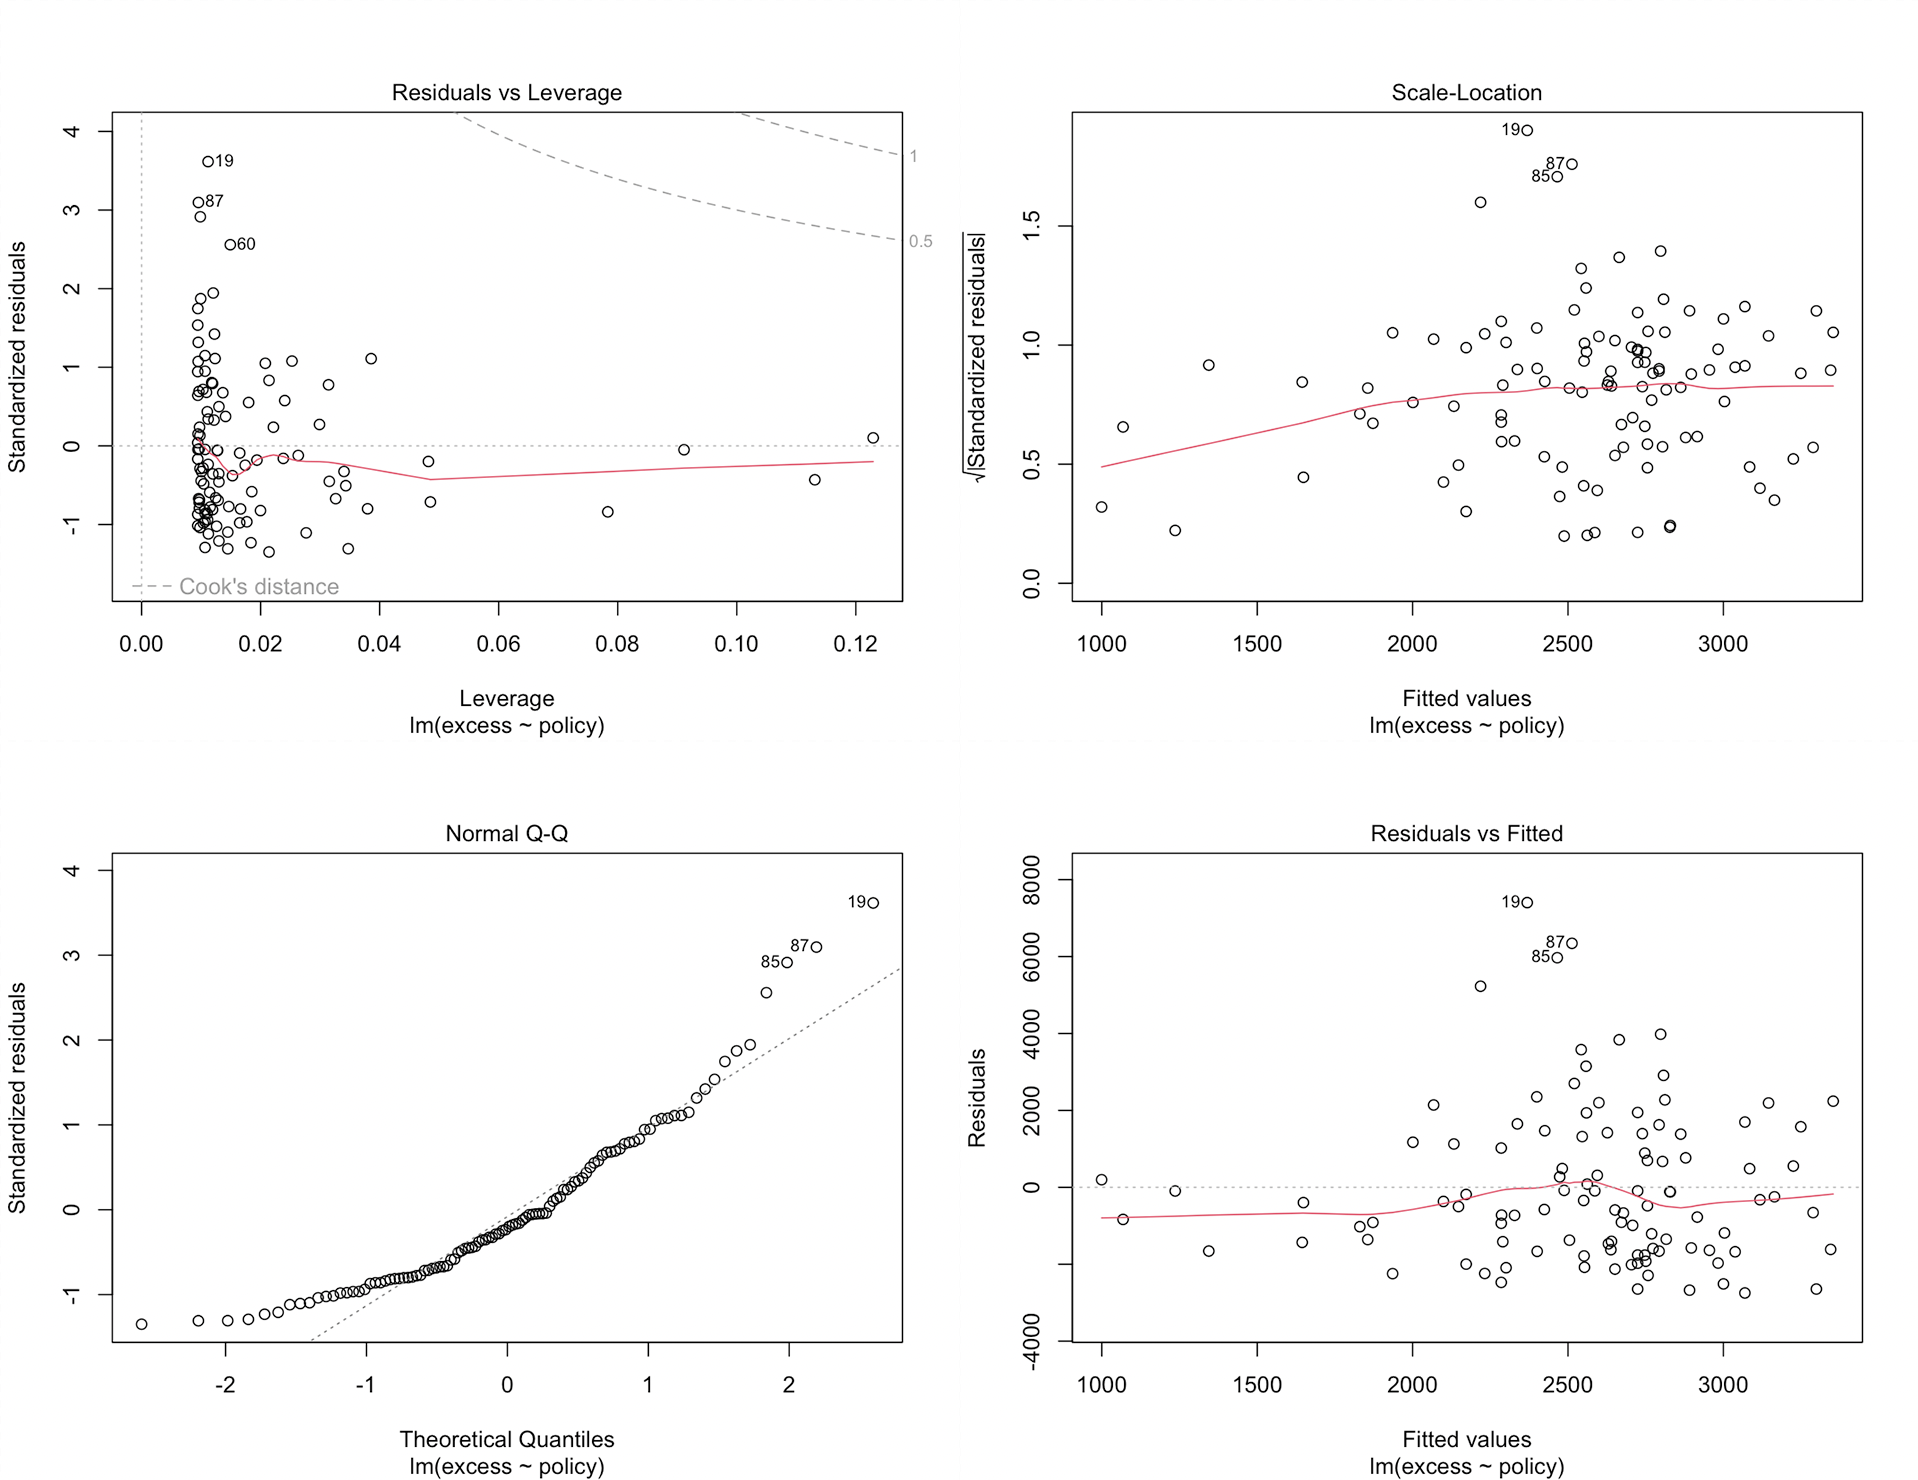 Residuals vs Leverage
Standardized residuals
4
3
2
1
0
-1
19
87
60
1
0.5
Cook's distance
0.00 0.02 0.04 0.06 0.08 0.10 0.12
Leverage
lm(excess ~ policy)
Scale-Location
√|Standardized residuals|
1.5
1.0
0.5
0.0
19
87
85
1000 1500 2000 2500 3000
Fitted values
lm(excess ~ policy)
Normal Q-Q
Standardized residuals
4
3
2
1
0
-1
19
87
85
-2 -1 0 1 2
Theoretical Quantiles
lm(excess ~ policy)
Residuals vs Fitted
Residuals
8000
6000
4000
2000
0
-4000
19
87
85
1000 1500 2000 2500 3000
Fitted values
lm(excess ~ policy)